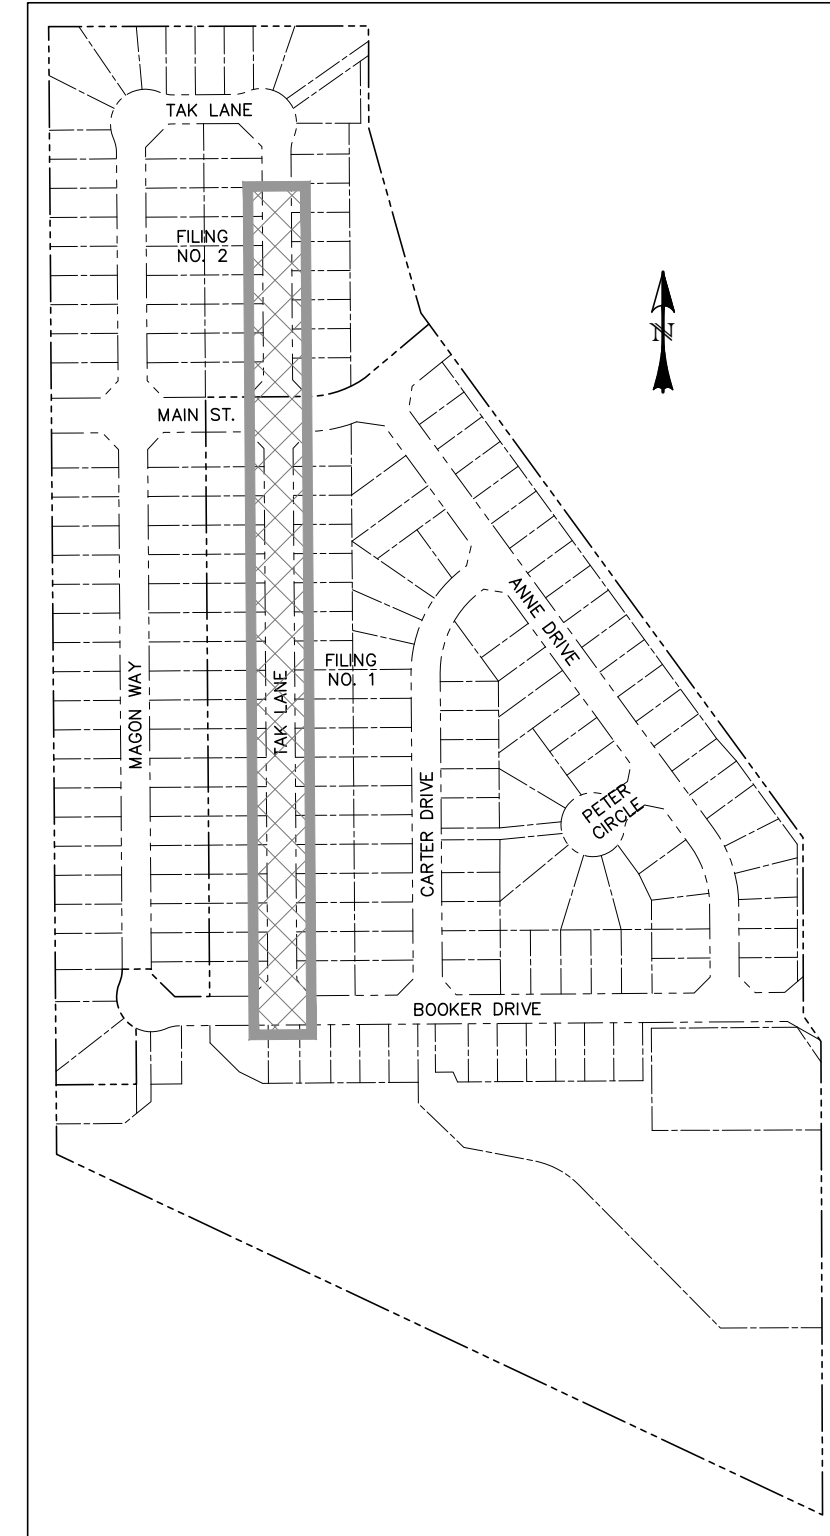 TAK LANE
FILING
NO. 2
N
MAIN ST.
ANNE DRIVE
FILING
NO. 1
MAGON WAY
TAK LANE
CARTER DRIVE
PETER
CIRCLE
BOOKER DRIVE